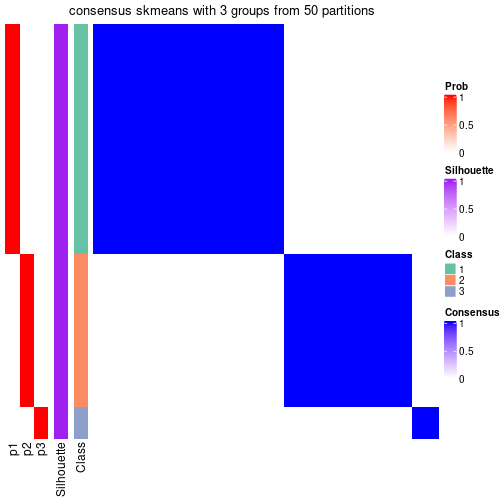 consensus skmeans with 3 groups from 50 partitions
Prob
1
0.5
0
Silhouette
1
0.5
0
Class
1
2
3
Consensus
1
0.5
0
p1
p2
p3
Silhouette
Class